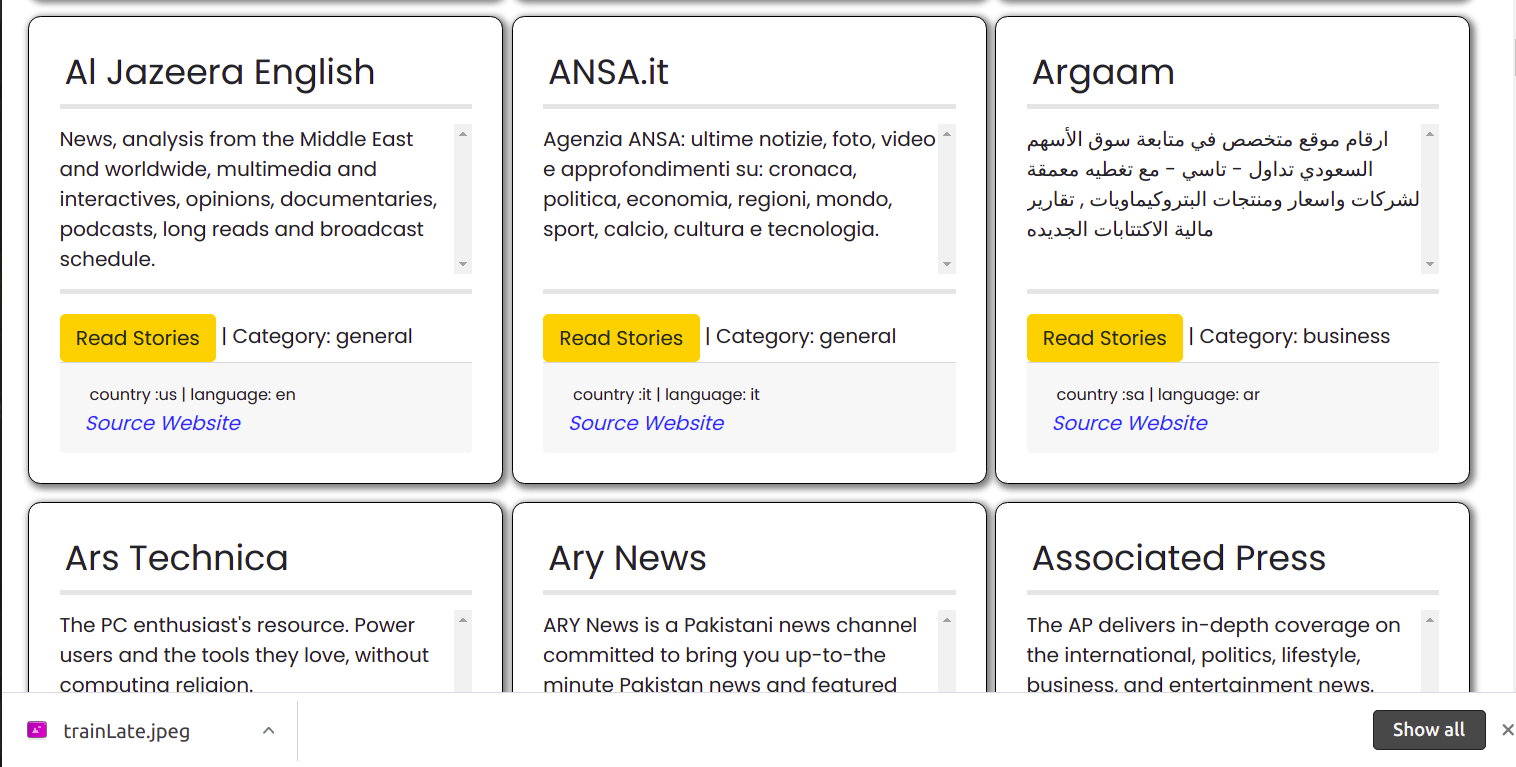 Al Jazeera English
News, analysis from the Middle East
and worldwide, multimedia and
interactives, opinions, documentaries,
podcasts, long reads and broadcast
schedule.
Read Stories | Category: general
country :us | language: en
Source Website
ANSA.it
Agenzia ANSA: ultime notizie, foto, video
e approfondimenti su: cronaca,
politica, economia, regioni, mondo,
sport, calcio, cultura e tecnologia.
Read Stories | Category: general
country :it | language: it
Source Website
Argaam
ارقام موقع متخصص في متابعة سوق الأسهم
السعودي تداول - تاسي - مع تغطيه معمقة
لشركات واسعار ومنتجات البتروكيماويات , تقارير
مالية الاكتتابات الجديده
Read Stories | Category: business
country :sa | language: ar
Source Website
Ars Technica
The PC enthusiast's resource. Power
users and the tools they love, without
computing religion.
Ary News
ARY News is a Pakistani news channel
committed to bring you up-to-the
minute Pakistan news and featured
Associated Press
The AP delivers in-depth coverage on
the international, politics, lifestyle,
business, and entertainment news.
trainLate.jpeg
Show all